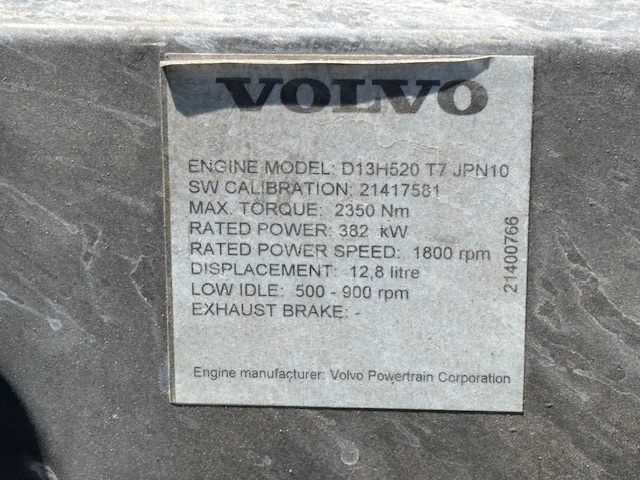 VOLVO
ENGINE MODEL: D13H520 T7 JPN10
SW CALIBRATION: 21417581
MAX. TORQUE: 2350 Nm
RATED POWER: 382 kW
RATED POWER SPEED: 1800 rpm
DISPLACEMENT: 12,8 litre
LOW IDLE: 500 - 900 rpm
EXHAUST BRAKE: -
21400766
Engine manufacturer: Volvo Powertrain Corporation